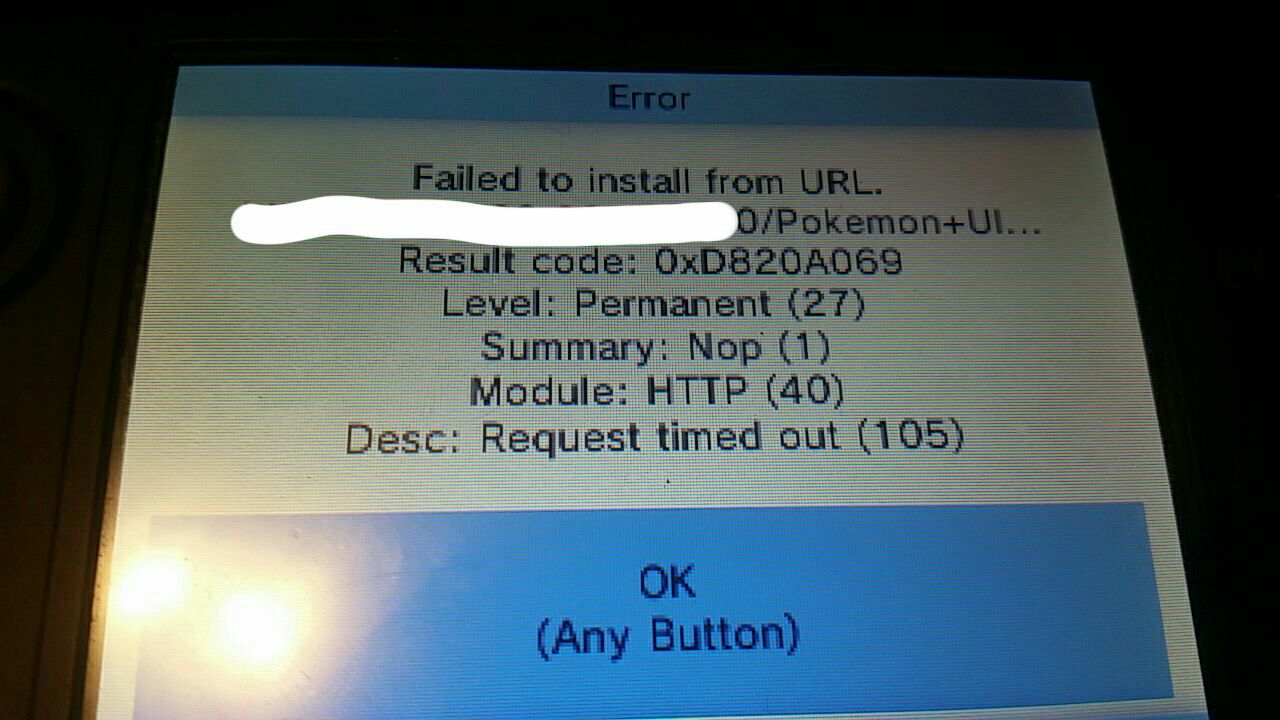 Error
Failed to install from URL.
0/Pokemon+Ul...
Result code: 0xD820A069
Level: Permanent (27)
Summary: Nop (1)
Module: HTTP (40)
Desc: Request timed out (105)
OK
(Any Button)